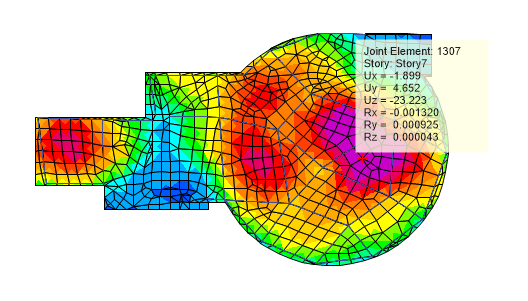 Joint Element: 1307
Story: Story7
Ux = -1.899
Uy = 4.652
Uz = -23.223
Rx = -0.001320
Ry = 0.000925
Rz = 0.000043